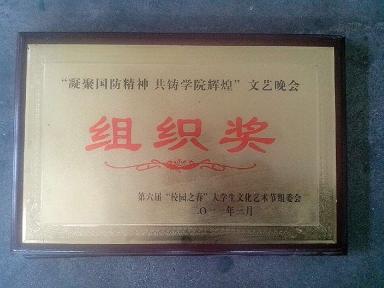 “凝聚国防精神 共铸学院辉煌”文艺晚会
组织奖
第六届“校园之春”大学生文化艺术节组委会
二〇一一年三月